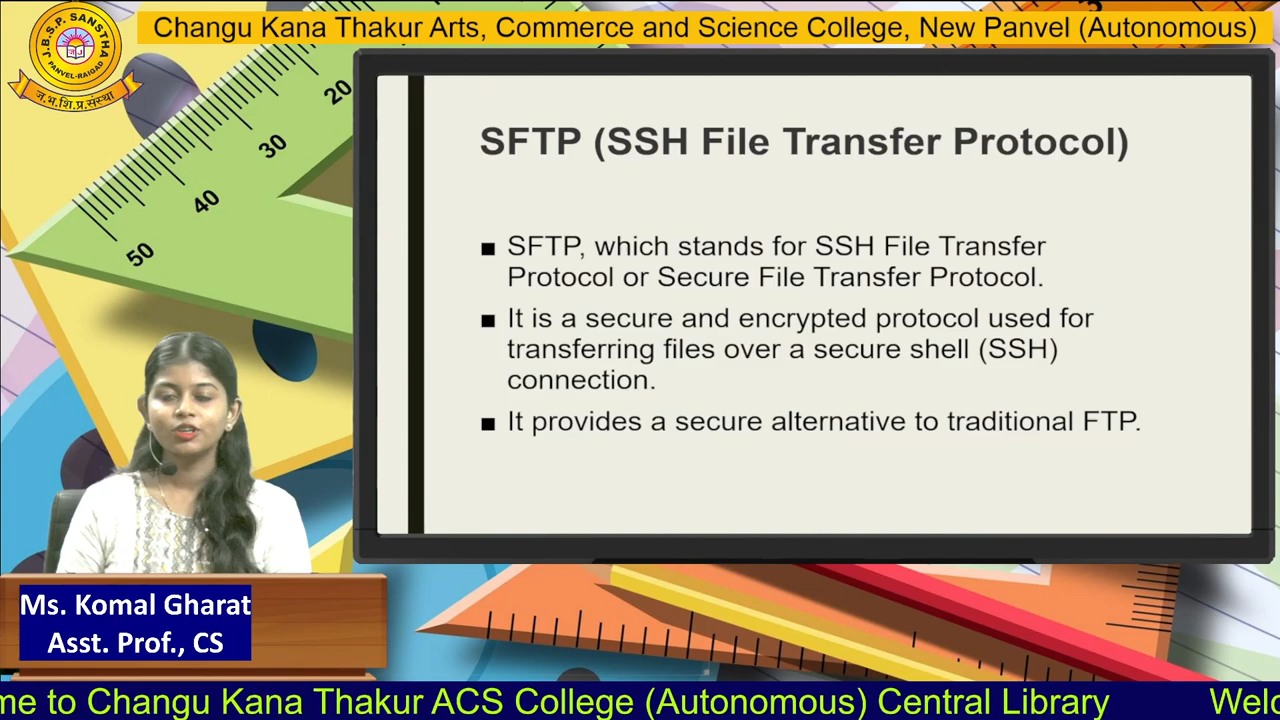 J.B.S.P. SANSTHA
PANVEL-RAIGAD
ज.भ.शि.प्र.संस्था
Changu Kana Thakur Arts, Commerce and Science College, New Panvel (Autonomous)
20
30
40
50
SFTP (SSH File Transfer Protocol)
■ SFTP, which stands for SSH File Transfer
Protocol or Secure File Transfer Protocol.
■ It is a secure and encrypted protocol used for
transferring files over a secure shell (SSH)
connection.
■ It provides a secure alternative to traditional FTP.
Ms. Komal Gharat
Asst. Prof., CS
me to Changu Kana Thakur ACS College (Autonomous) Central Library Welc